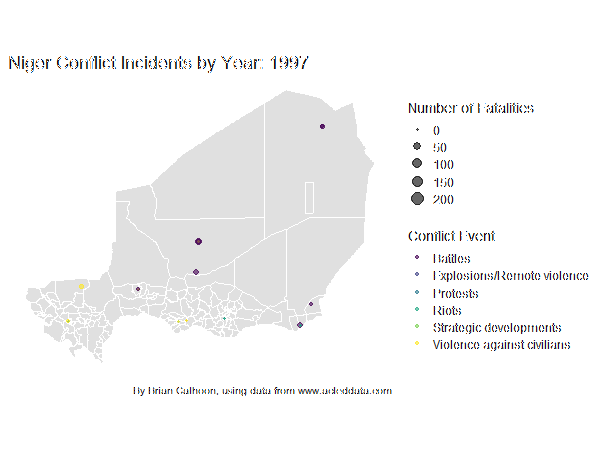 Niger Conflict Incidents by Year: 1997
Number of Fatalities
0
50
100
150
200
Conflict Event
Battles
Explosions/Remote violence
Protests
Riots
Strategic developments
Violence against civilians
By Brian Calhoon, using data from www.acleddata.com